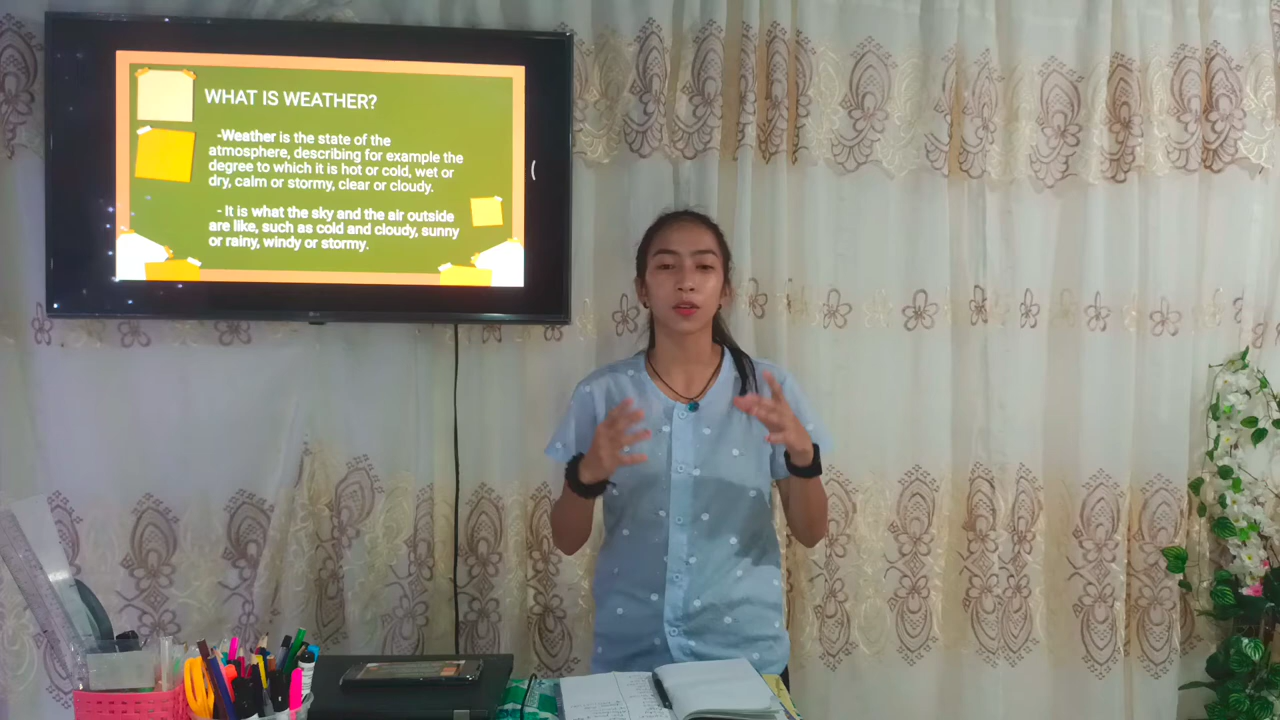 WHAT IS WEATHER?
-Weather is the state of the
atmosphere, describing for example the
degree to which it is hot or cold, wet or
dry, calm or stormy, clear or cloudy.
- It is what the sky and the air outside
are like, such as cold and cloudy, sunny
or rainy, windy or stormy.
LG